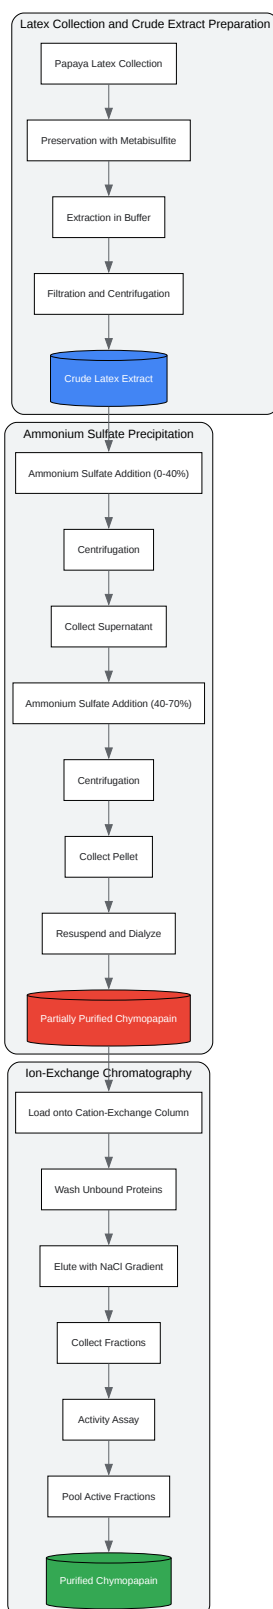 Latex Collection and Crude Extract Preparation
Papaya Latex Collection
Preservation with Metabisulfite
Extraction in Buffer
Filtration and Centrifugation
Crude Latex Extract
Ammonium Sulfate Precipitation
Ammonium Sulfate Addition (0-40%)
Centrifugation
Collect Supernatant
Ammonium Sulfate Addition (40-70%)
Centrifugation
Collect Pellet
Resuspend and Dialyze
Partially Purified Chymopapain
Ion-Exchange Chromatography
Load onto Cation-Exchange Column
Wash Unbound Proteins
Elute with NaCl Gradient
Collect Fractions
Activity Assay
Pool Active Fractions
Purified Chymopapain